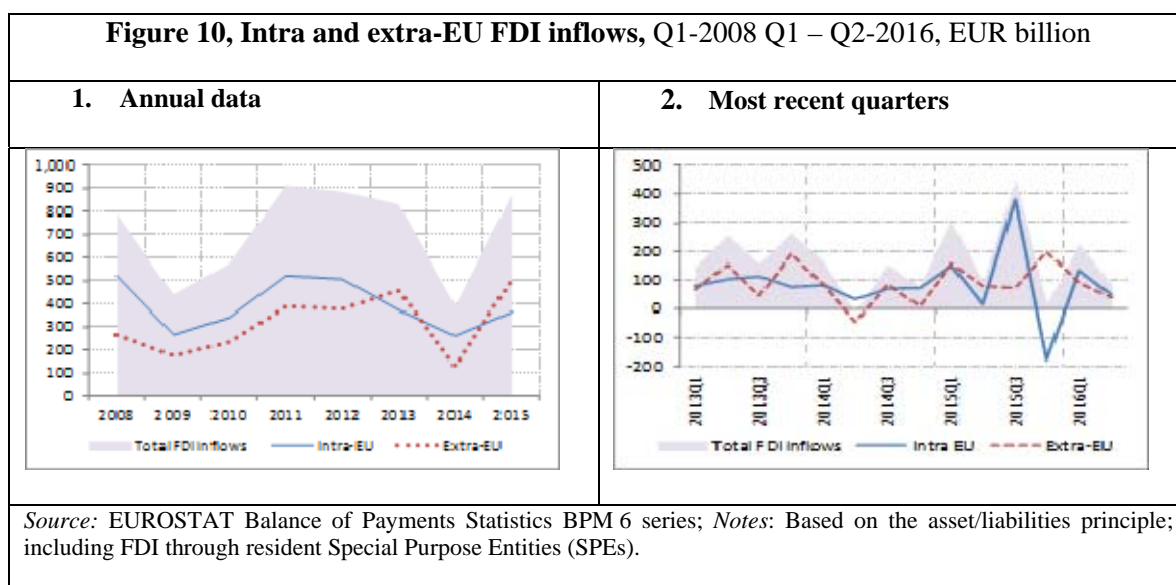 Figure 10, Intra and extra-EU FDI inflows, Q1-2008 Q1 – Q2-2016, EUR billion
1. Annual data
2. Most recent quarters
1,000
900
800
700
600
500
400
300
200
100
0
2008 2009 2010 2011 2012 2013 2014 2015
Total FDI inflows Intra-EU Extra-EU
500
400
300
200
100
0
-100
-200
2013Q1 2013Q3 2014Q1 2014Q3 2015Q1 2015Q3 2016Q1
Total FDI inflows Intra EU Extra-EU
Source: EUROSTAT Balance of Payments Statistics BPM 6 series; Notes: Based on the asset/liabilities principle;
including FDI through resident Special Purpose Entities (SPEs).